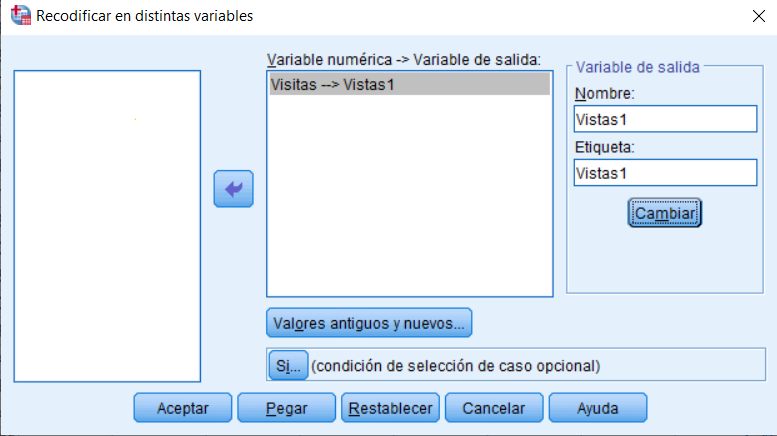 Recodificar en distintas variables
Variable numérica -> Variable de salida:
Visitas --> Vistas1
Variable de salida
Nombre:
Vistas1
Etiqueta:
Vistas1
Cambiar
Valores antiguos y nuevos...
Si... (condición de selección de caso opcional)
Aceptar Pegar Restablecer Cancelar Ayuda